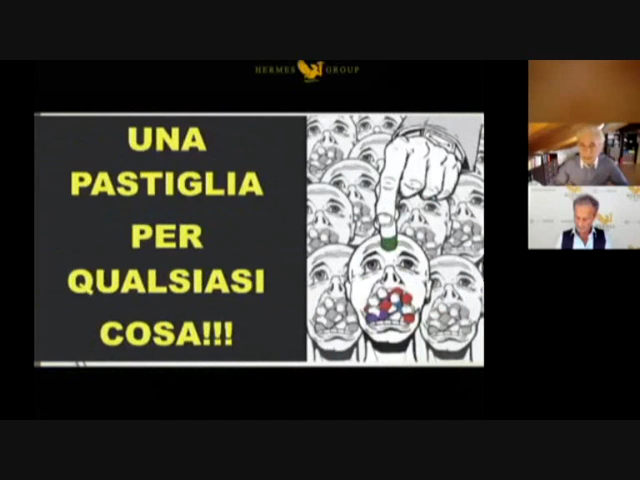 HERMES GROUP
UNA
PASTIGLIA
PER
QUALSIASI
COSA!!!